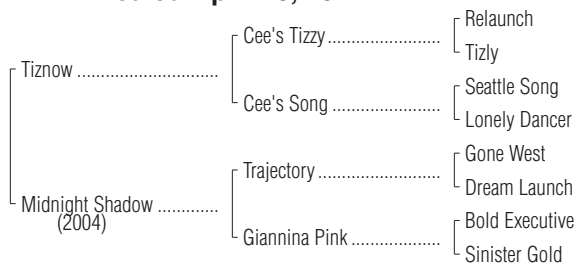 Relaunch
Cee's Tizzy ........................
Tizly
Tiznow ..............................
Seattle Song
Cee's Song ........................
Lonely Dancer
Gone West
Trajectory ..........................
Dream Launch
Midnight Shadow .............
(2004)
Bold Executive
Giannina Pink ...................
Sinister Gold